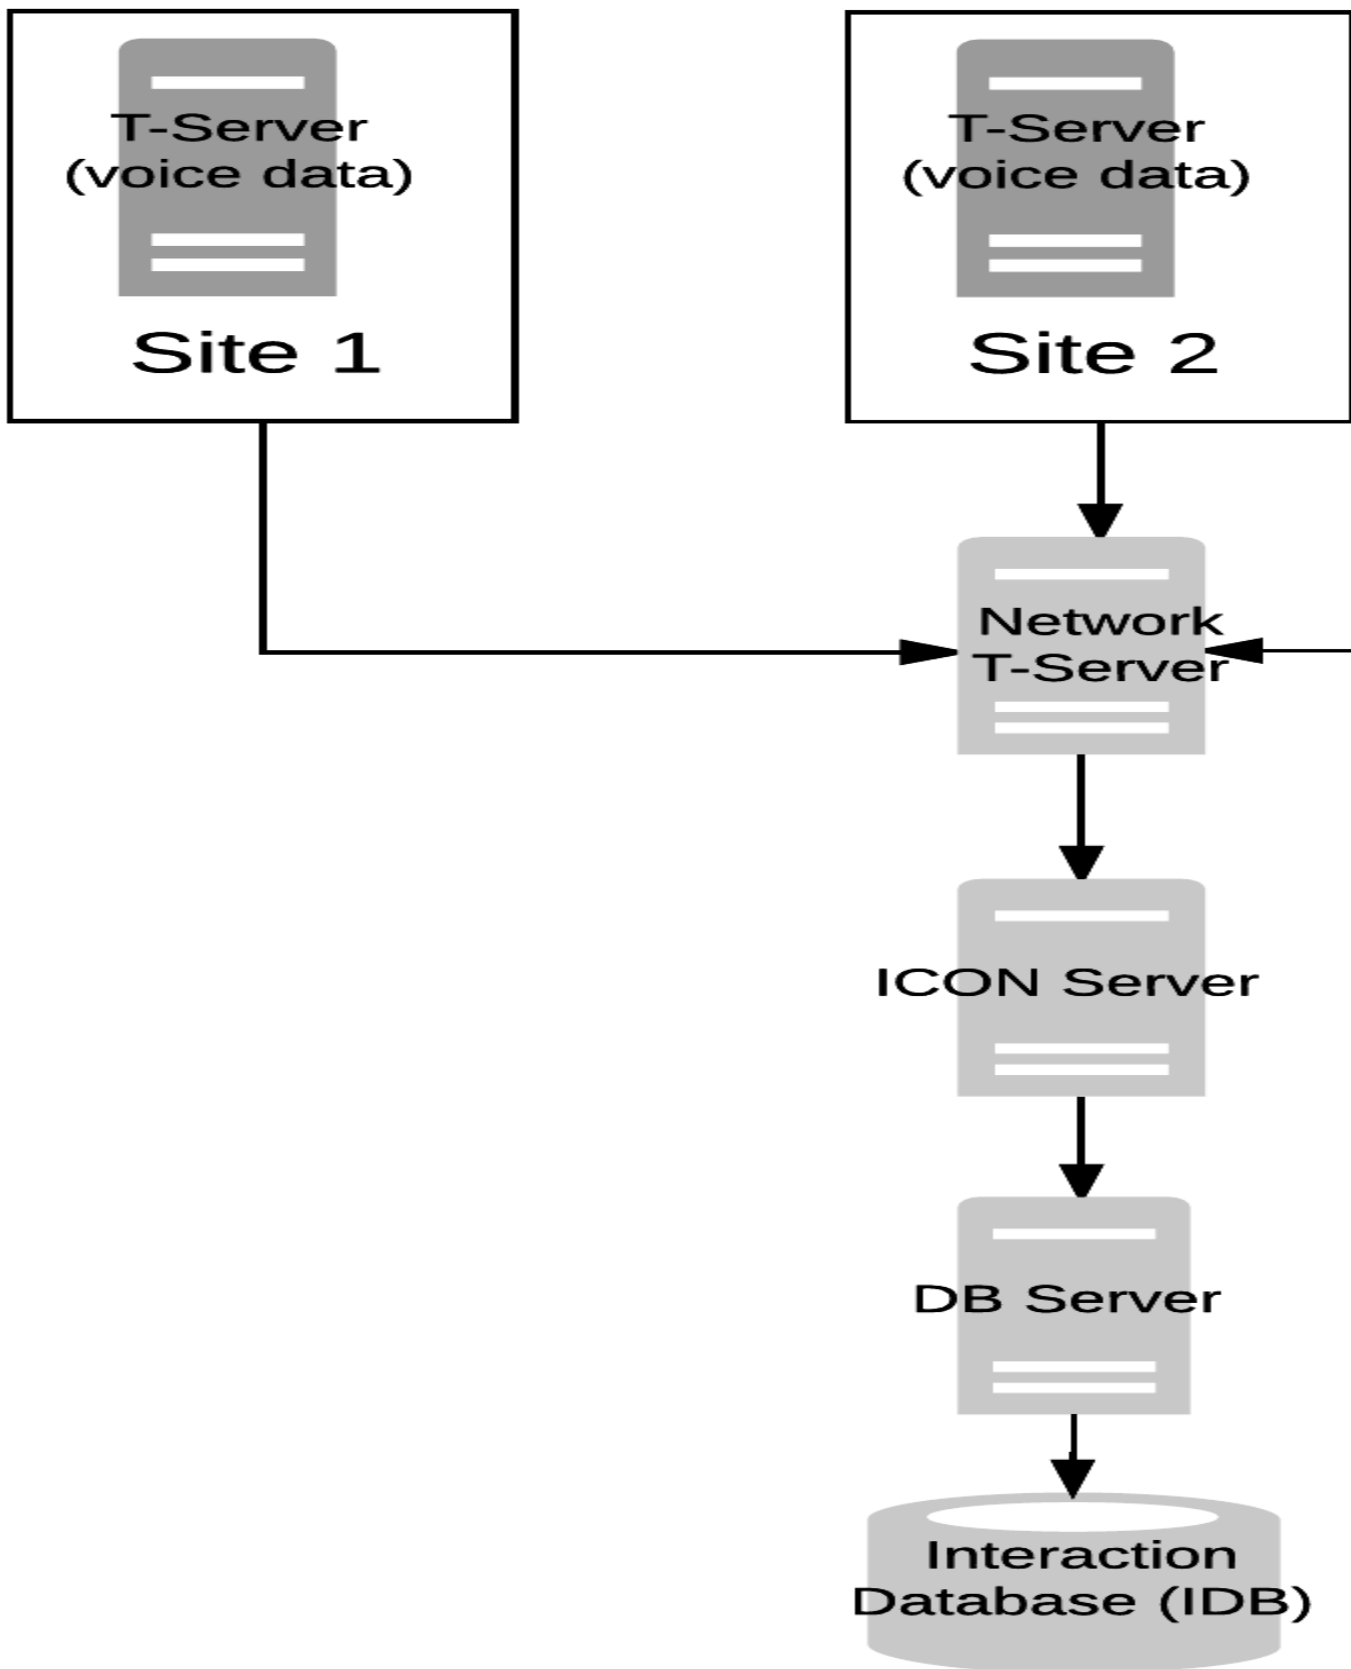 T-Server
(voice data)
Site 1
T-Server
(voice data)
Site 2
Network
T-Server
ICON Server
DB Server
Interaction
Database (IDB)